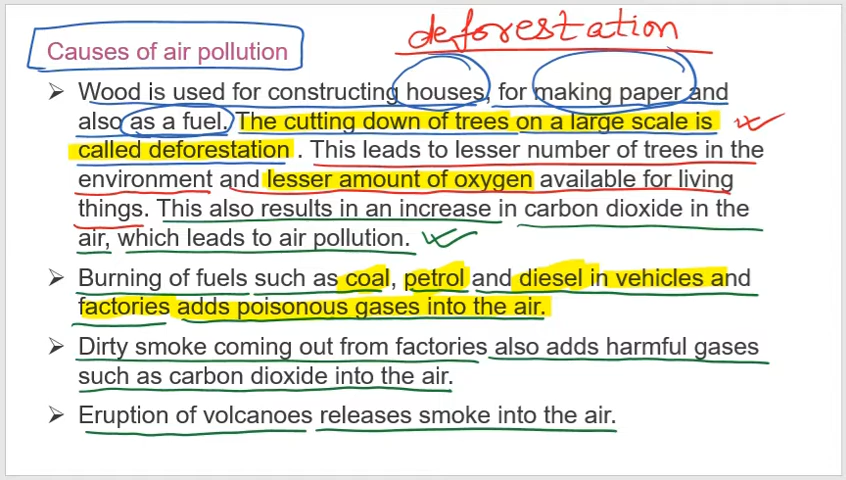 deforestation
Causes of air pollution
➢ Wood is used for constructing houses, for making paper and
also as a fuel. The cutting down of trees on a large scale is
called deforestation . This leads to lesser number of trees in the
environment and lesser amount of oxygen available for living
things. This also results in an increase in carbon dioxide in the
air, which leads to air pollution.
➢ Burning of fuels such as coal, petrol and diesel in vehicles and
factories adds poisonous gases into the air.
➢ Dirty smoke coming out from factories also adds harmful gases
such as carbon dioxide into the air.
➢ Eruption of volcanoes releases smoke into the air.